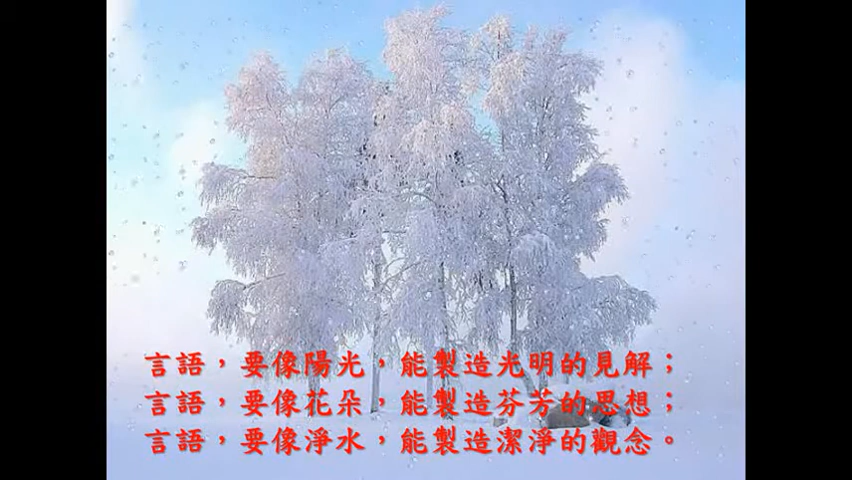 言語，要像陽光，能製造光明的見解；
言語，要像花朵，能製造芬芳的思想；
言語，要像淨水，能製造潔淨的觀念。